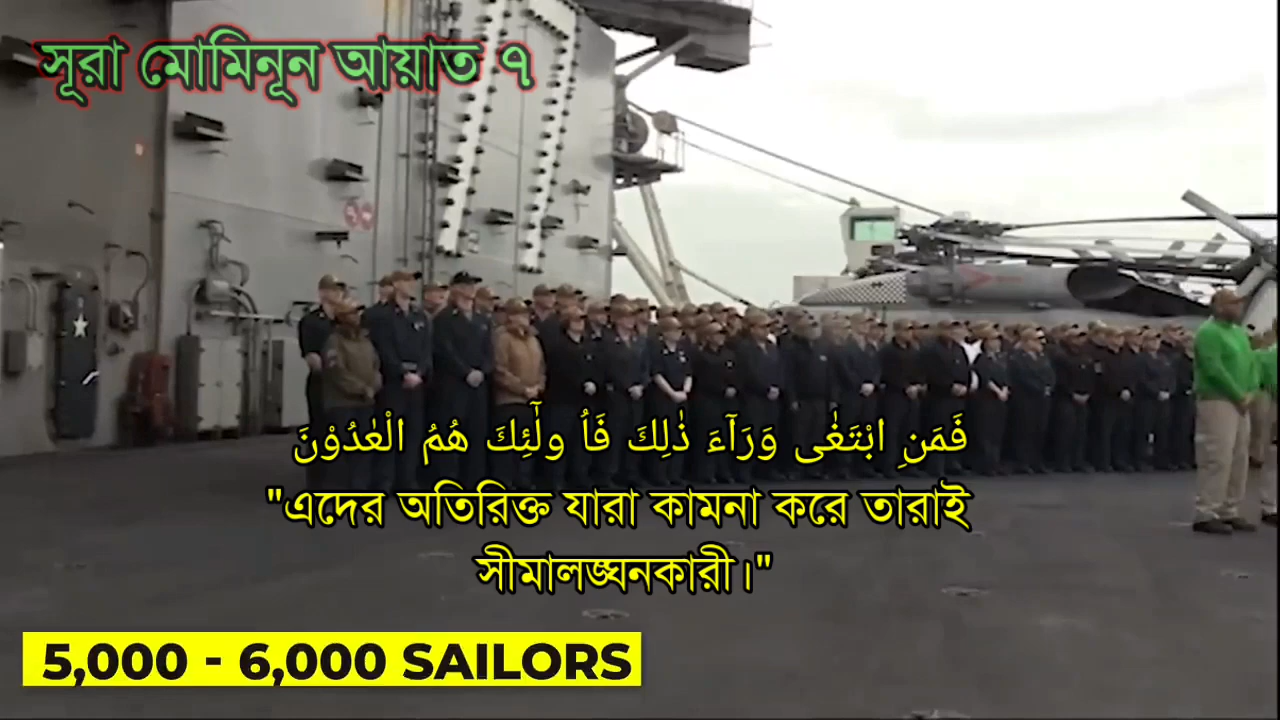 সূরা মোমিনূন আয়াত ৭
فَمَنِ ابْتَغٰى وَرَآءَ ذٰلِكَ فَاُ ولٰٓئِكَ هُمُ الْعٰدُوْنَ
"এদের অতিরিক্ত যারা কামনা করে তারাই
সীমালঙ্ঘনকারী।"
5,000 - 6,000 SAILORS